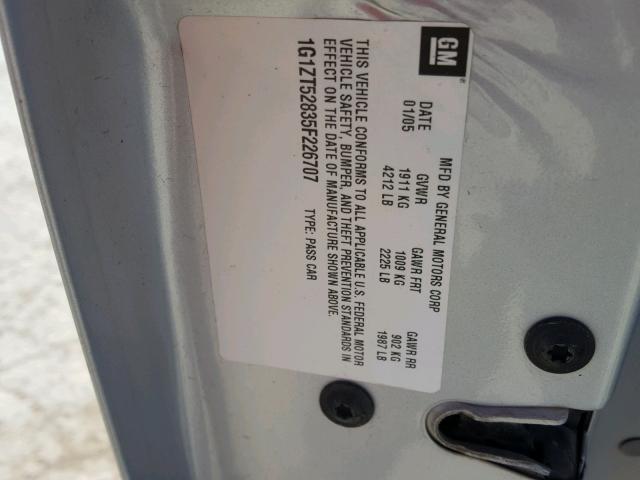 GM
MFD BY GENERAL MOTORS CORP
DATE GVWR GAWR FRT GAWR RR
01/05 1911 KG 1009 KG 902 KG
4212 LB 2225 LB 1987 LB
THIS VEHICLE CONFORMS TO ALL APPLICABLE U.S. FEDERAL MOTOR
VEHICLE SAFETY, BUMPER, AND THEFT PREVENTION STANDARDS IN
EFFECT ON THE DATE OF MANUFACTURE SHOWN ABOVE.
1G1ZT52835F226707 TYPE: PASS CAR